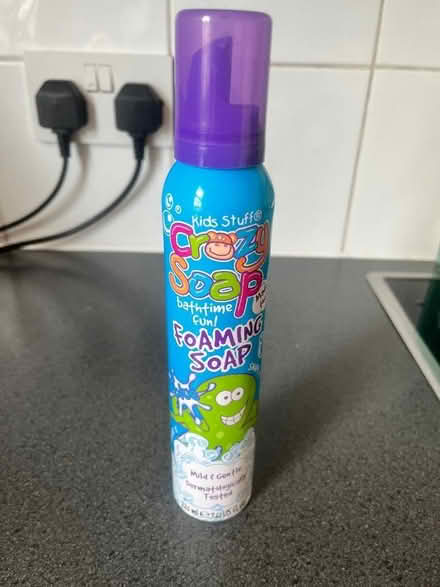 Kids Stuff®
Crazy
Soap
bathtime
fun!
FOAMING
SOAP
Mild & Gentle
Dermatologically
Tested